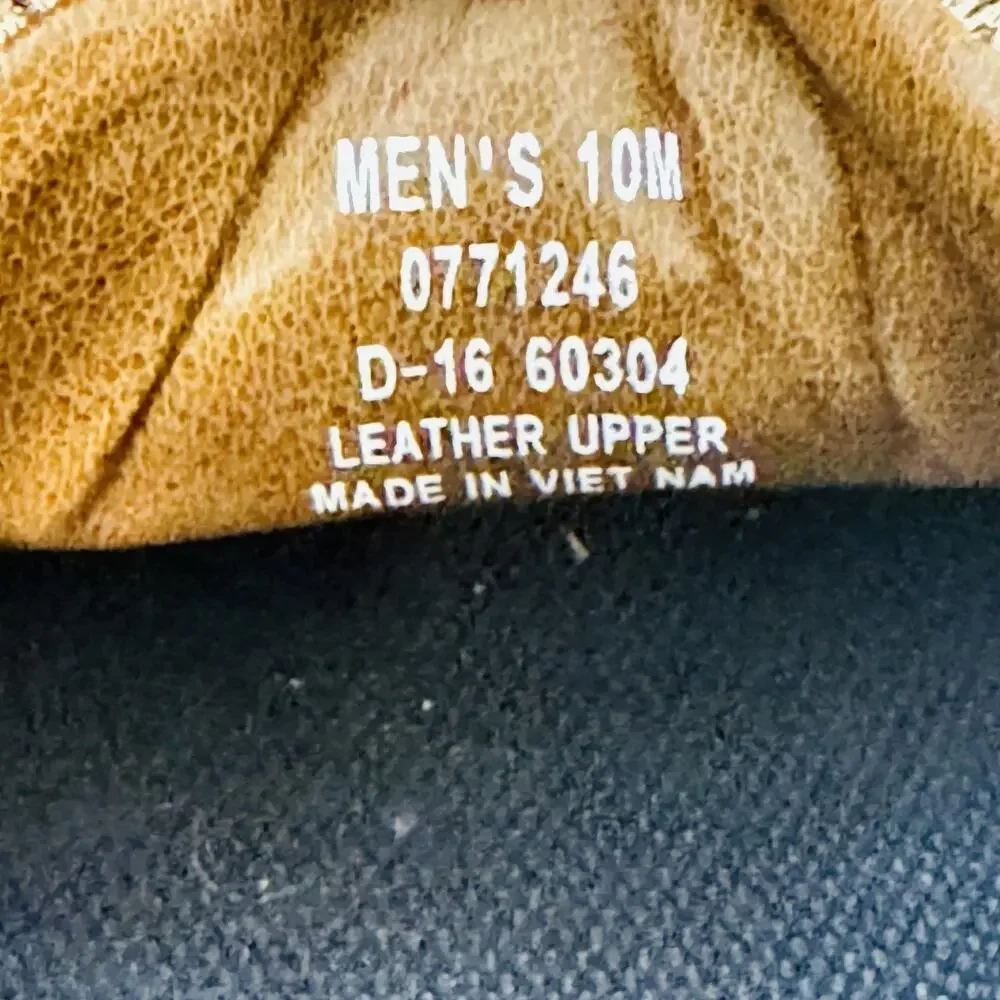 MEN'S 10M
0771246
D-16 60304
LEATHER UPPER
MADE IN VIET NAM